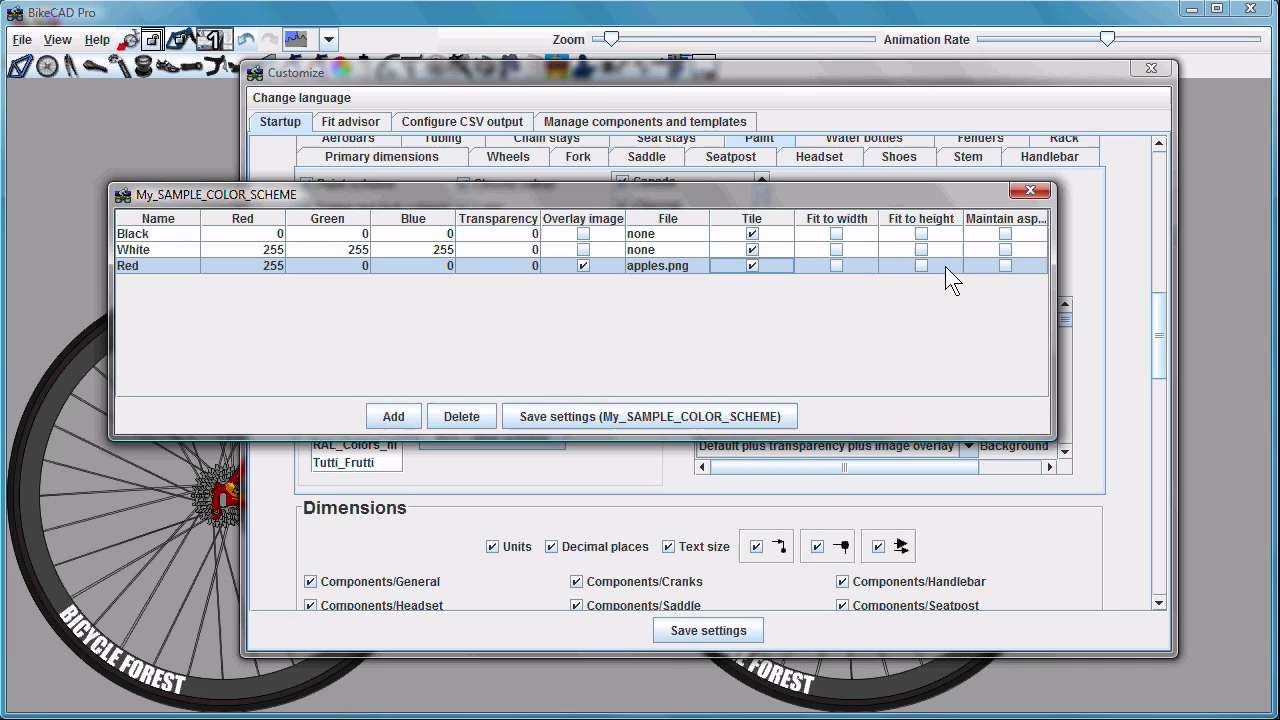 BikeCAD Pro
File View Help Zoom Animation Rate
Customize
Change language
Startup Fit advisor Configure CSV output Manage components and templates
Aerobars Tubing Chain stays Seat stays Paint Water bottles Fenders Rack
Primary dimensions Wheels Fork Saddle Seatpost Headset Shoes Stem Handlebar
My_SAMPLE_COLOR_SCHEME
Name Red Green Blue Transparency Overlay image File Tile Fit to width Fit to height Maintain asp...
Black 0 0 0 0 none
White 255 255 255 0 none
Red 255 0 0 0 apples.png
Add Delete Save settings (My_SAMPLE_COLOR_SCHEME)
RAL_Colors_nl Default plus transparency plus image overlay Background
Tutti_Frutti
Dimensions
Units Decimal places Text size
Components/General Components/Cranks Components/Handlebar
Components/Headset Components/Saddle Components/Seatpost
Save settings
BICYCLE FOREST
BICYCLE FOREST